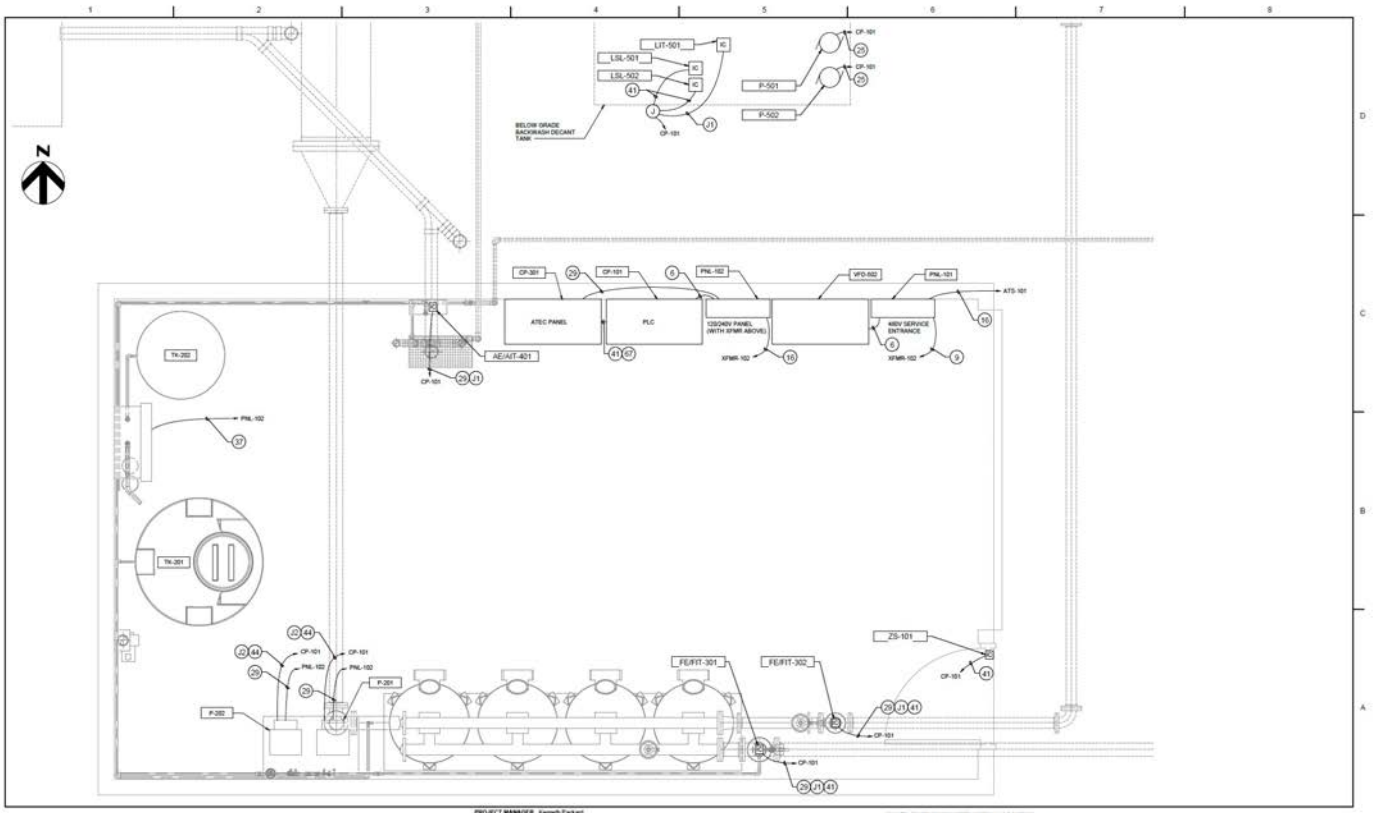 1 2 3 4 5 6 7 8
D
C
B
A
N
LIT-501
IC
LSL-501
IC
LSL-502
IC
41
J
J1
CP-101
BELOW GRADE
BACKWASH DECANT
TANK
CP-101
25
P-501
CP-101
25
P-502
CP-301
29
CP-101
6
PNL-102
VFD-502
PNL-101
ATS-101
16
ATEC PANEL
PLC
120/240V PANEL
(WITH XFMR ABOVE)
480V SERVICE
ENTRANCE
41 67
XFMR-102
16
6
XFMR-102
9
AE/AIT-401
CP-101
29 J1
TK-202
PNL-102
37
TK-201
J2 44
CP-101
PNL-102
29
J2 44
CP-101
PNL-102
29
P-201
P-202
FE/FIT-301
FE/FIT-302
ZS-101
CP-101
41
29 J1 41
CP-101
CP-101
29 J1 41
PROJECT MANAGER